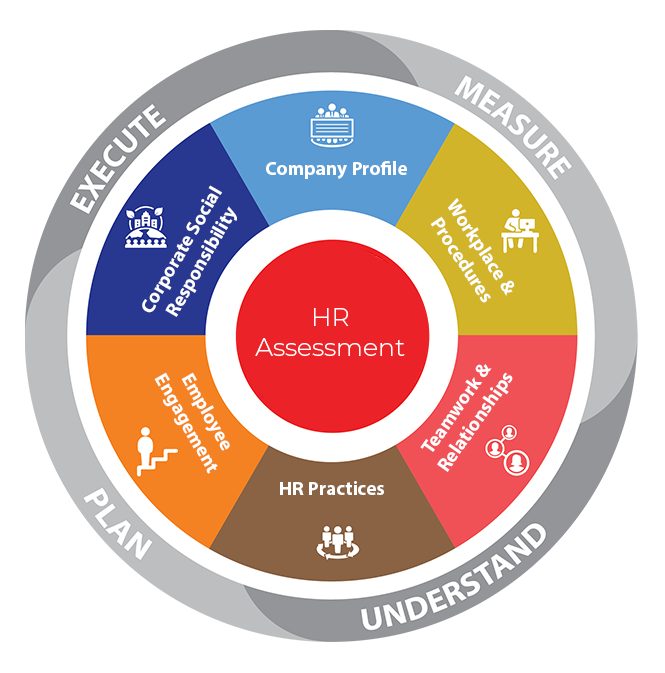 EXECUTE
MEASURE
Company Profile
Corporate Social
Responsibility
Workplace &
Procedures
HR
Assessment
Employee
Engagement
Teamwork &
Relationships
HR Practices
PLAN
UNDERSTAND